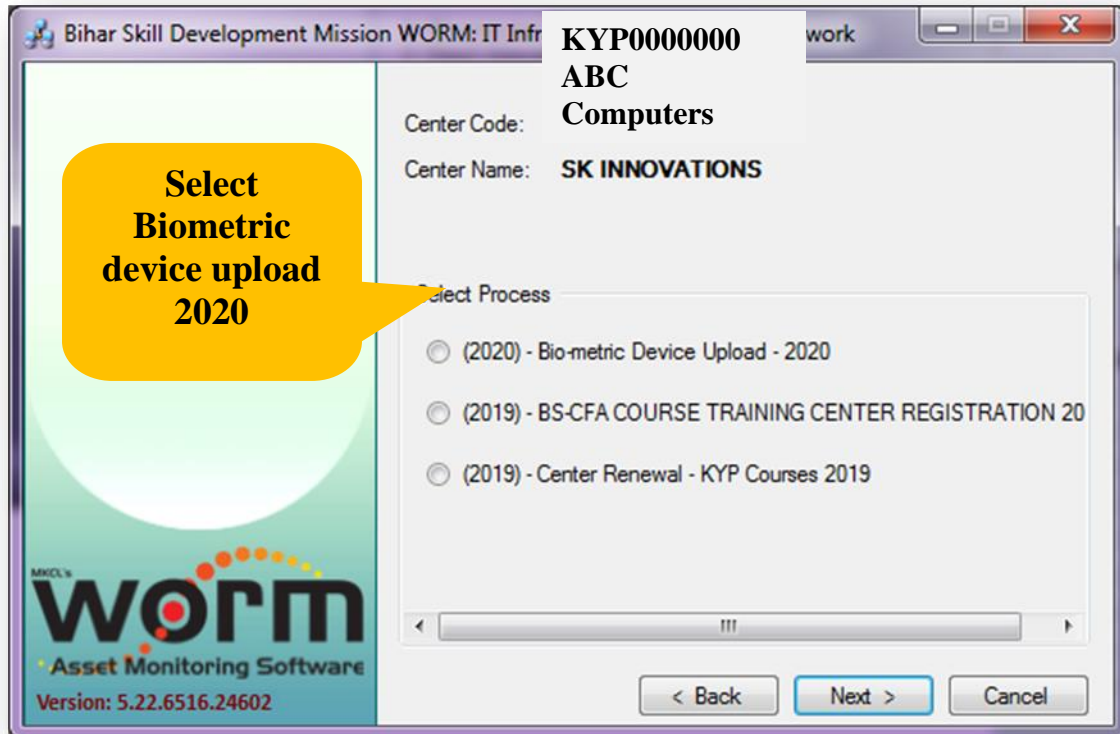 Bihar Skill Development Mission WORM: IT Infr work
KYP0000000
ABC
Computers
Center Code:
Center Name: SK INNOVATIONS
Select
Biometric
device upload
2020
Select Process
(2020) - Bio-metric Device Upload - 2020
(2019) - BS-CFA COURSE TRAINING CENTER REGISTRATION 20
(2019) - Center Renewal - KYP Courses 2019
MKCL's
worm
Asset Monitoring Software
Version: 5.22.6516.24602
< Back Next > Cancel